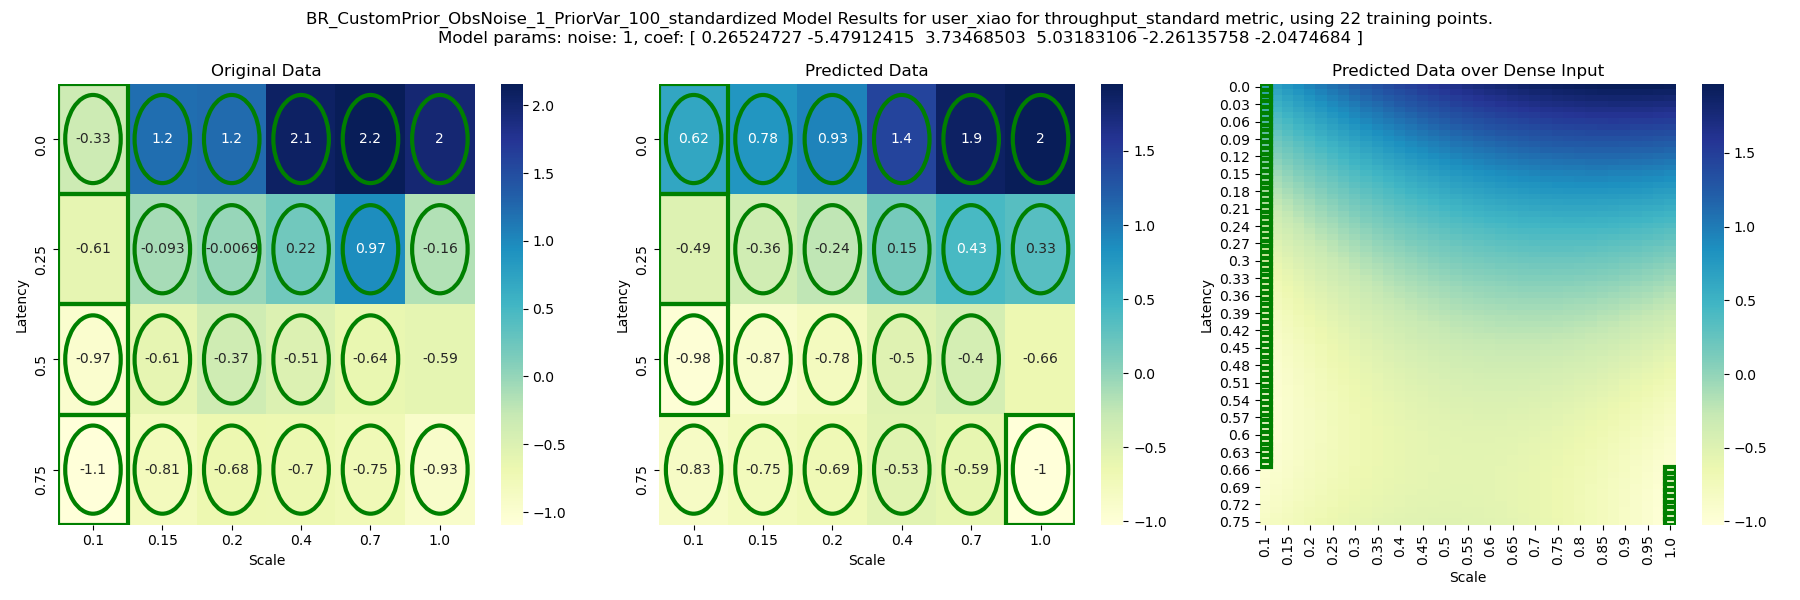 BR_CustomPrior_ObsNoise_1_PriorVar_100_standardized Model Results for user_xiao for throughput_standard metric, using 22 training points.
Model params: noise: 1, coef: [ 0.26524727 -5.47912415  3.73468503  5.03183106 -2.26135758 -2.0474684 ]
Original Data
-0.33 1.2 1.2 2.1 2.2 2
-0.61 -0.093 -0.0069 0.22 0.97 -0.16
-0.97 -0.61 -0.37 -0.51 -0.64 -0.59
-1.1 -0.81 -0.68 -0.7 -0.75 -0.93
0.0
0.25
0.5
0.75
Latency
0.1 0.15 0.2 0.4 0.7 1.0
Scale
2.0
1.5
1.0
0.5
0.0
−0.5
−1.0
Predicted Data
0.62 0.78 0.93 1.4 1.9 2
-0.49 -0.36 -0.24 0.15 0.43 0.33
-0.98 -0.87 -0.78 -0.5 -0.4 -0.66
-0.83 -0.75 -0.69 -0.53 -0.59 -1
0.0
0.25
0.5
0.75
Latency
0.1 0.15 0.2 0.4 0.7 1.0
Scale
1.5
1.0
0.5
0.0
−0.5
−1.0
Predicted Data over Dense Input
0.0
0.03
0.06
0.09
0.12
0.15
0.18
0.21
0.24
0.27
0.3
0.33
0.36
0.39
0.42
0.45
0.48
0.51
0.54
0.57
0.6
0.63
0.66
0.69
0.72
0.75
Latency
0.1 0.15 0.2 0.25 0.3 0.35 0.4 0.45 0.5 0.55 0.6 0.65 0.7 0.75 0.8 0.85 0.9 0.95 1.0
Scale
1.5
1.0
0.5
0.0
−0.5
−1.0